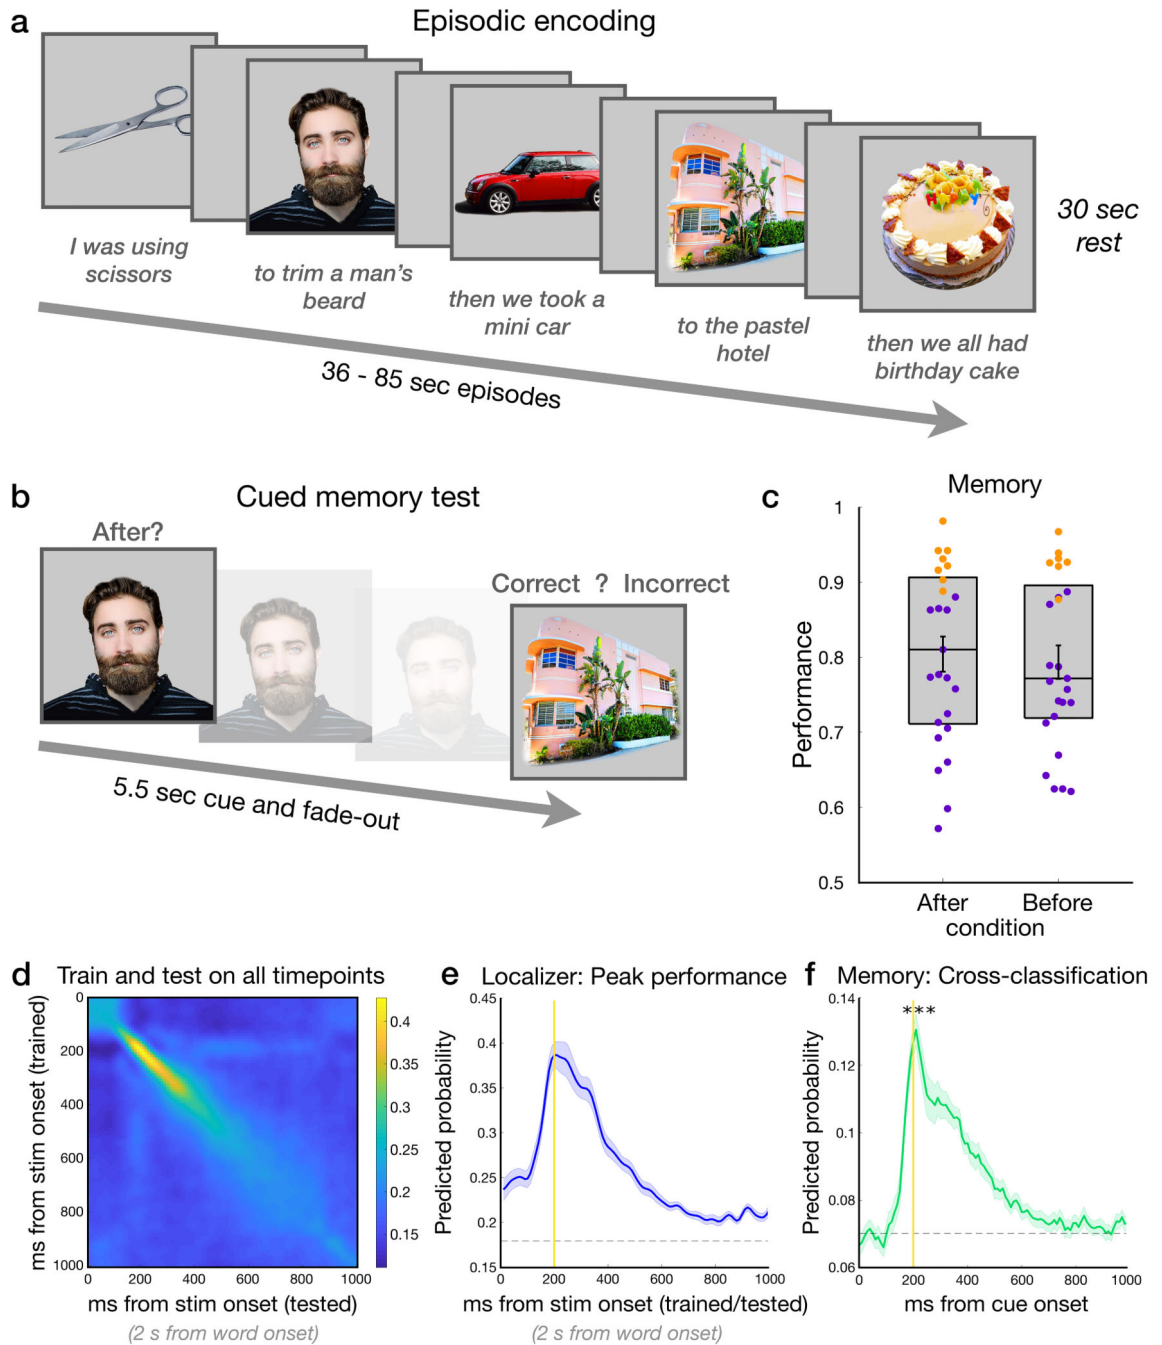 a
Episodic encoding
I was using
scissors
to trim a man's
beard
then we took a
mini car
to the pastel
hotel
then we all had
birthday cake
30 sec
rest
36 - 85 sec episodes
b
Cued memory test
After?
Correct ? Incorrect
5.5 sec cue and fade-out
c
Memory
Performance
1
0.9
0.8
0.7
0.6
0.5
After
Before
condition
d
Train and test on all timepoints
ms from stim onset (trained)
0
200
400
600
800
1000
0
200
400
600
800
1000
0.4
0.35
0.3
0.25
0.2
0.15
ms from stim onset (tested)
(2 s from word onset)
e
Localizer: Peak performance
Predicted probability
0.45
0.4
0.35
0.3
0.25
0.2
0.15
0
200
400
600
800
1000
ms from stim onset (trained/tested)
(2 s from word onset)
f
Memory: Cross-classification
Predicted probability
0.14
0.12
0.1
0.08
0.06
***
0
200
400
600
800
1000
ms from cue onset